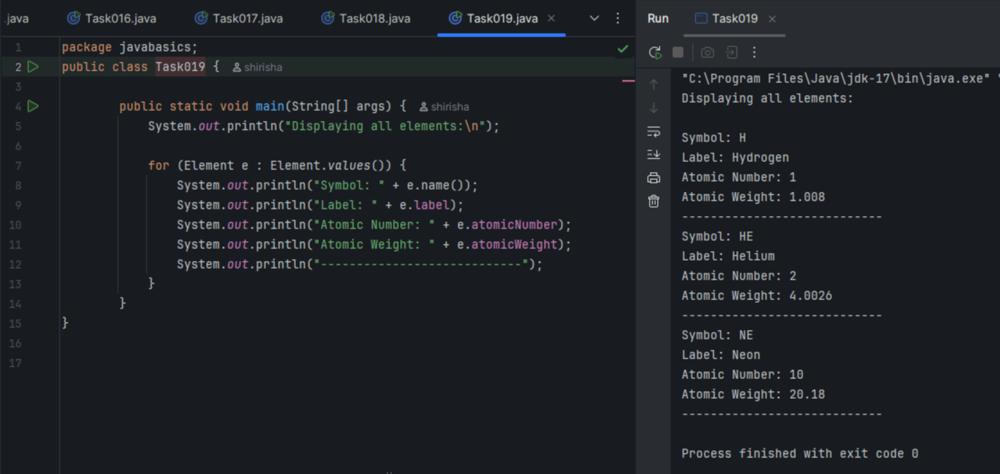 .java Task016.java Task017.java Task018.java Task019.java
1 package javabasics;
2 public class Task019 { shirisha
3
4 public static void main(String[] args) { shirisha
5 System.out.println("Displaying all elements:\n");
6
7 for (Element e : Element.values()) {
8 System.out.println("Symbol: " + e.name());
9 System.out.println("Label: " + e.label);
10 System.out.println("Atomic Number: " + e.atomicNumber);
11 System.out.println("Atomic Weight: " + e.atomicWeight);
12 System.out.println("----------------------------");
13 }
14 }
15 }
16
17
Run Task019
"C:\Program Files\Java\jdk-17\bin\java.exe" "
Displaying all elements:

Symbol: H
Label: Hydrogen
Atomic Number: 1
Atomic Weight: 1.008
----------------------------
Symbol: HE
Label: Helium
Atomic Number: 2
Atomic Weight: 4.0026
----------------------------
Symbol: NE
Label: Neon
Atomic Number: 10
Atomic Weight: 20.18
----------------------------

Process finished with exit code 0